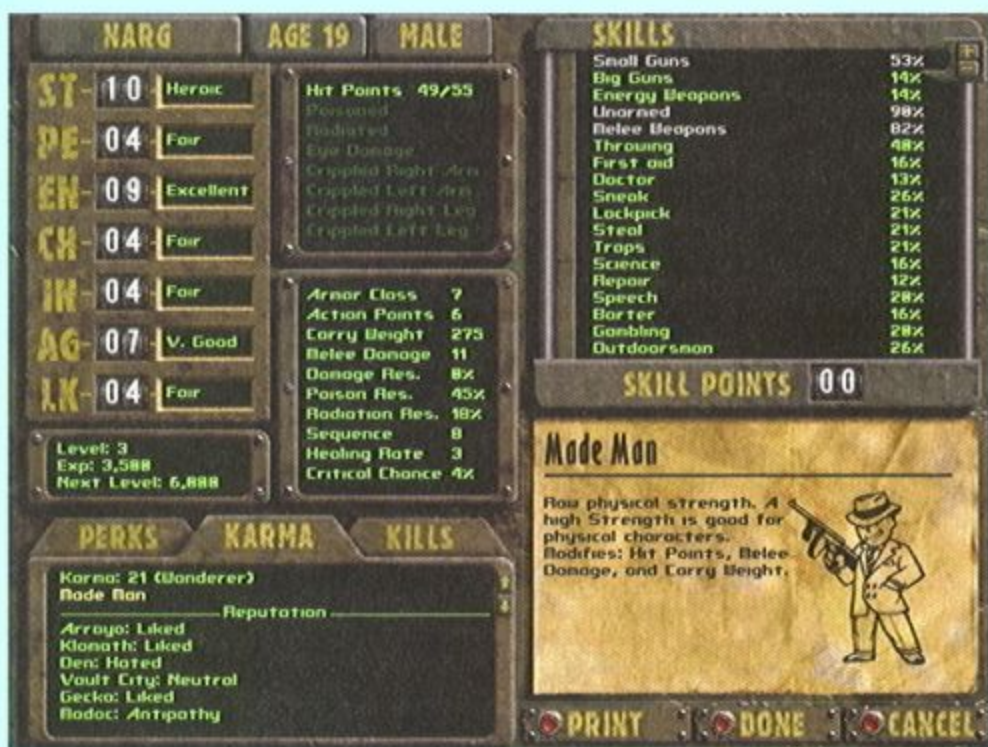 NARG
AGE 19
MALE
ST- 10 Heroic
PE- 04 Fair
EN- 09 Excellent
CH- 04 Fair
IN- 04 Fair
AG- 07 V. Good
LK- 04 Fair
Level: 3
Exp: 3,500
Next Level: 6,000
Hit Points 49/55
Poisoned
Radiated
Eye Damage
Crippled Right Arm
Crippled Left Arm
Crippled Right Leg
Crippled Left Leg
Armor Class 7
Action Points 6
Carry Weight 275
Melee Damage 11
Damage Res. 0%
Poison Res. 45%
Radiation Res. 18%
Sequence 8
Healing Rate 3
Critical Chance 4%
PERKS
KARMA
KILLS
Karma: 21 (Wanderer)
Made Man
Reputation
Arroyo: Liked
Klamath: Liked
Den: Hated
Vault City: Neutral
Gecko: Liked
Modoc: Antipathy
SKILLS
Small Guns 53%
Big Guns 14%
Energy Weapons 14%
Unarmed 90%
Melee Weapons 82%
Throwing 48%
First aid 16%
Doctor 13%
Sneak 26%
Lockpick 21%
Steal 21%
Traps 21%
Science 16%
Repair 12%
Speech 20%
Barter 16%
Gambling 20%
Outdoorsman 26%
SKILL POINTS 00
Made Man
Raw physical strength. A
high Strength is good for
physical characters.
Modifies: Hit Points, Melee
Damage, and Carry Weight.
PRINT
DONE
CANCEL